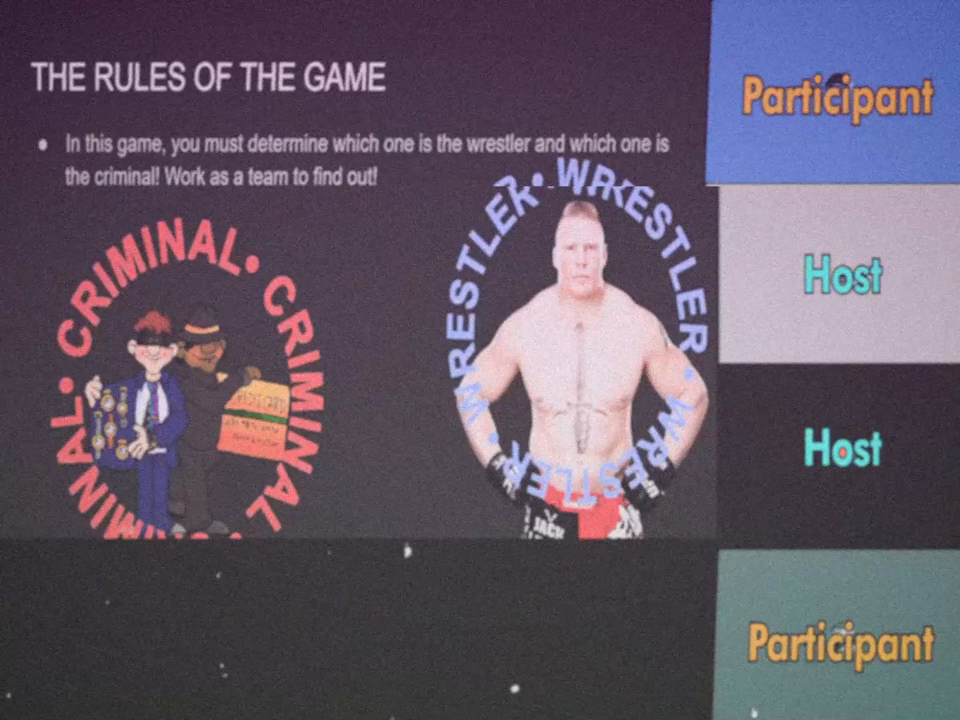 THE RULES OF THE GAME
• In this game, you must determine which one is the wrestler and which one is
the criminal! Work as a team to find out!
CRIMINAL • CRIMINAL • CRIMINAL •
WRESTLER • WRESTLER • WRESTLER • WRESTLER •
JACK
Participant
Host
Host
Participant